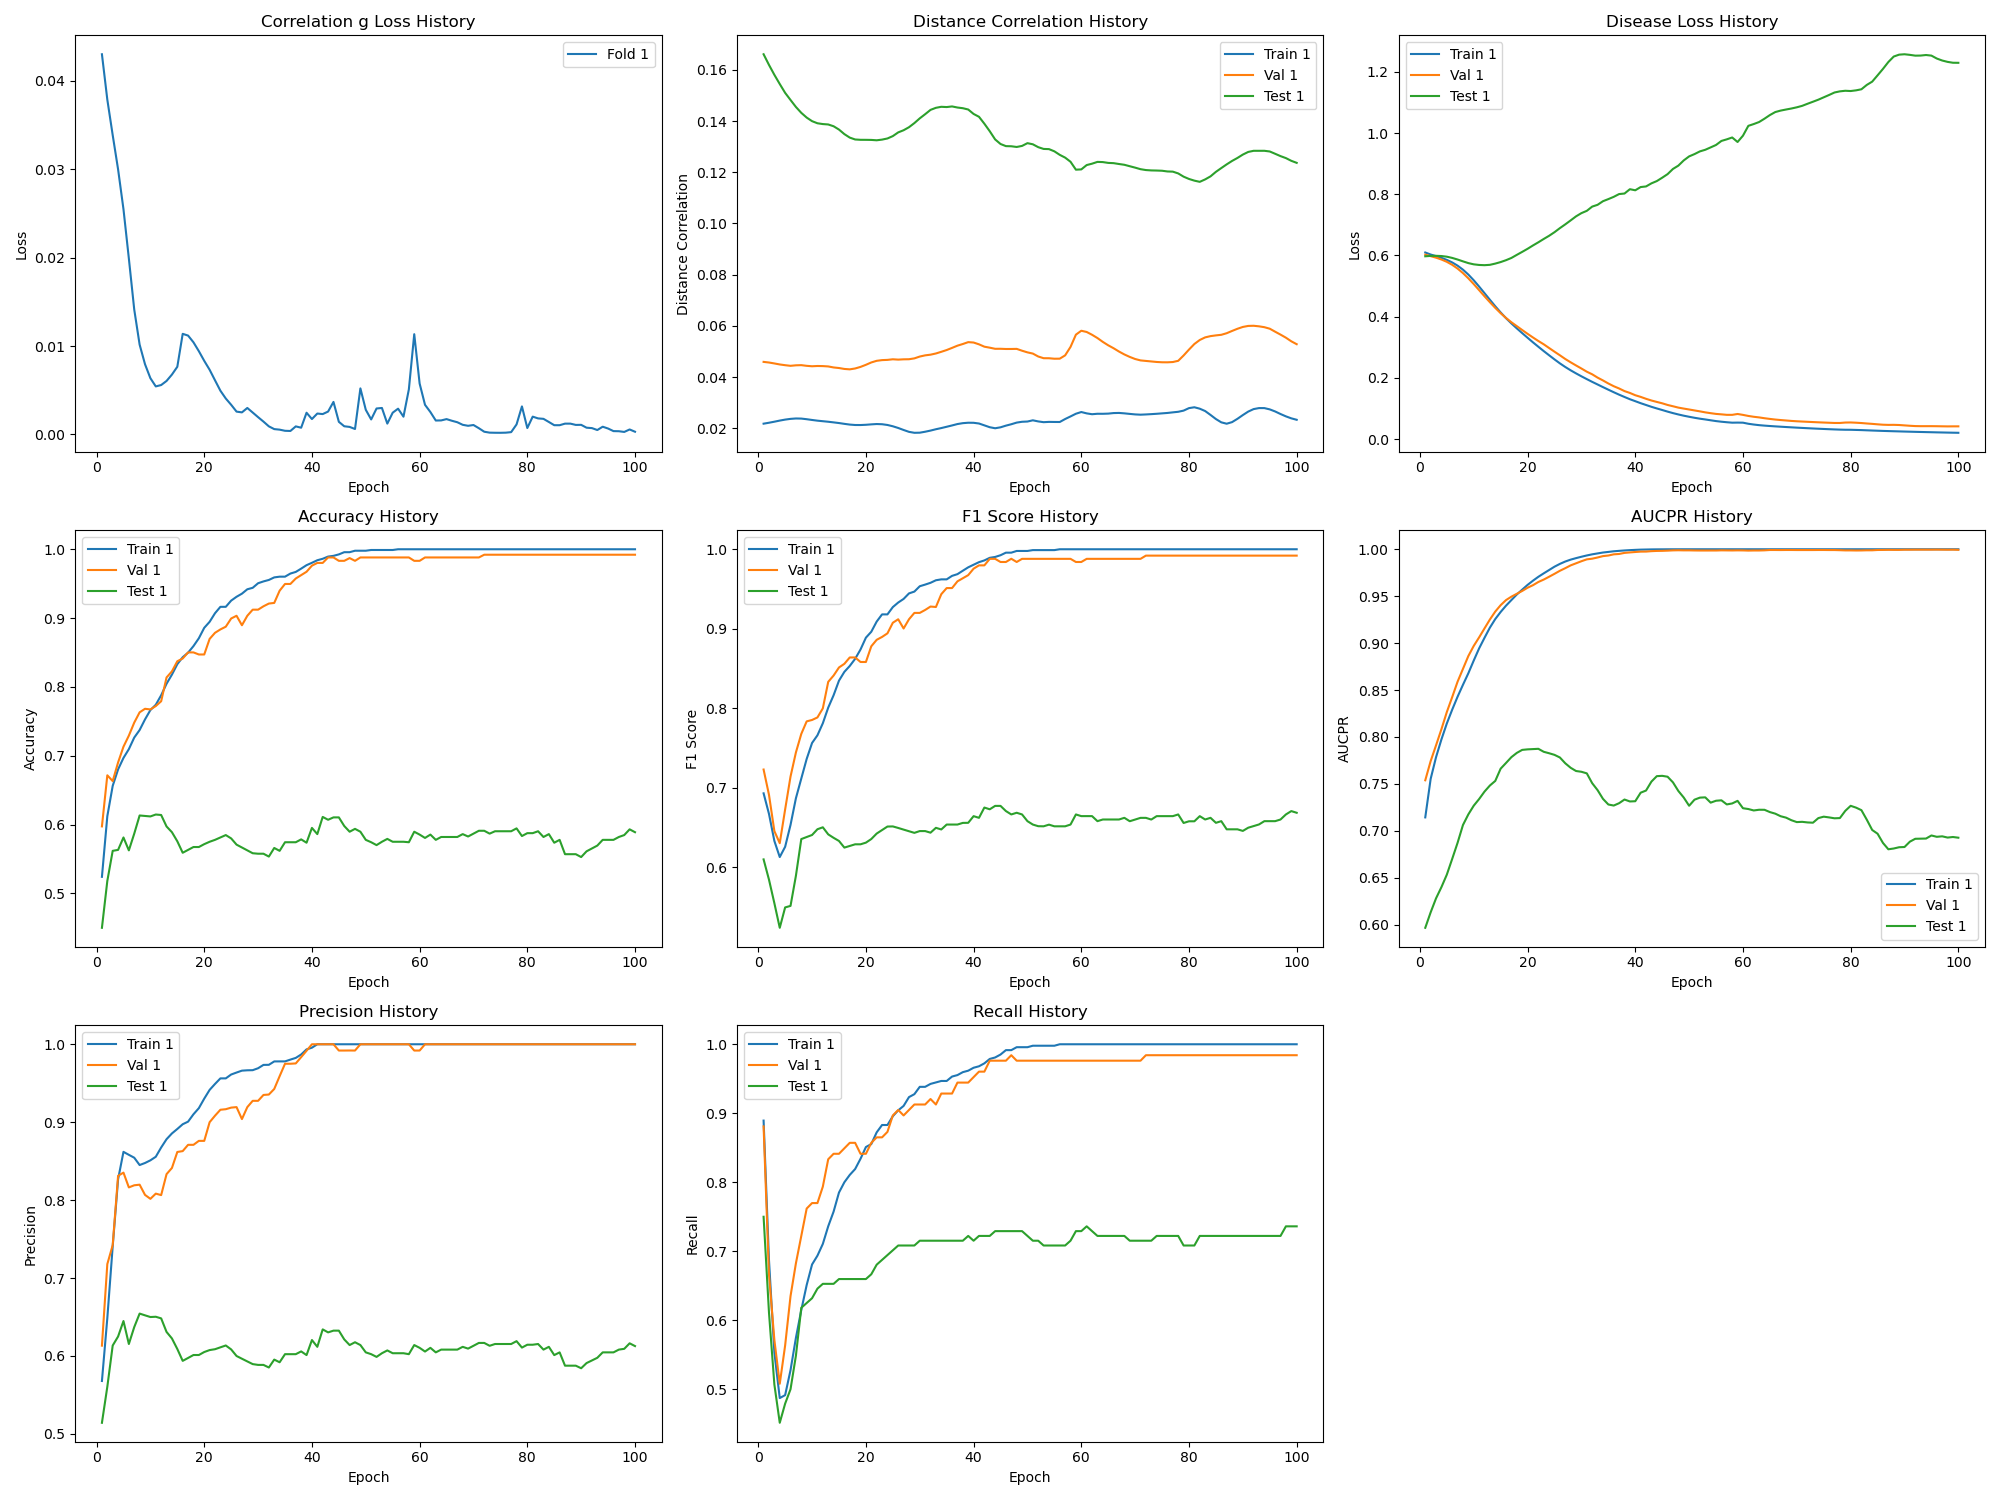 Correlation g Loss History
Fold 1
0.04
0.03
0.02
0.01
0.00
Loss
0 20 40 60 80 100
Epoch
Distance Correlation History
Train 1
Val 1
Test 1
0.16
0.14
0.12
0.10
0.08
0.06
0.04
0.02
Distance Correlation
0 20 40 60 80 100
Epoch
Disease Loss History
Train 1
Val 1
Test 1
1.2
1.0
0.8
0.6
0.4
0.2
0.0
Loss
0 20 40 60 80 100
Epoch
Accuracy History
Train 1
Val 1
Test 1
1.0
0.9
0.8
0.7
0.6
0.5
Accuracy
0 20 40 60 80 100
Epoch
F1 Score History
Train 1
Val 1
Test 1
1.0
0.9
0.8
0.7
0.6
F1 Score
0 20 40 60 80 100
Epoch
AUCPR History
1.00
0.95
0.90
0.85
0.80
0.75
0.70
0.65
0.60
AUCPR
Train 1
Val 1
Test 1
0 20 40 60 80 100
Epoch
Precision History
Train 1
Val 1
Test 1
1.0
0.9
0.8
0.7
0.6
0.5
Precision
0 20 40 60 80 100
Epoch
Recall History
Train 1
Val 1
Test 1
1.0
0.9
0.8
0.7
0.6
0.5
Recall
0 20 40 60 80 100
Epoch